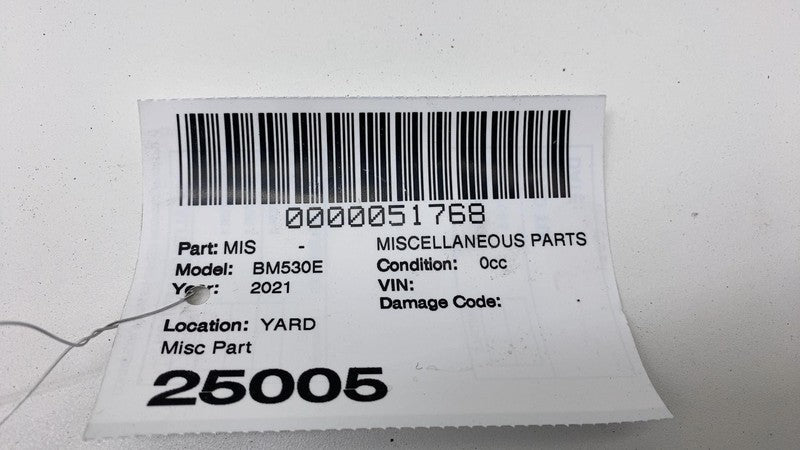 0000051768
Part: MIS - MISCELLANEOUS PARTS
Model: BM530E Condition: 0cc
Year: 2021 VIN:
Damage Code:
Location: YARD
Misc Part
25005